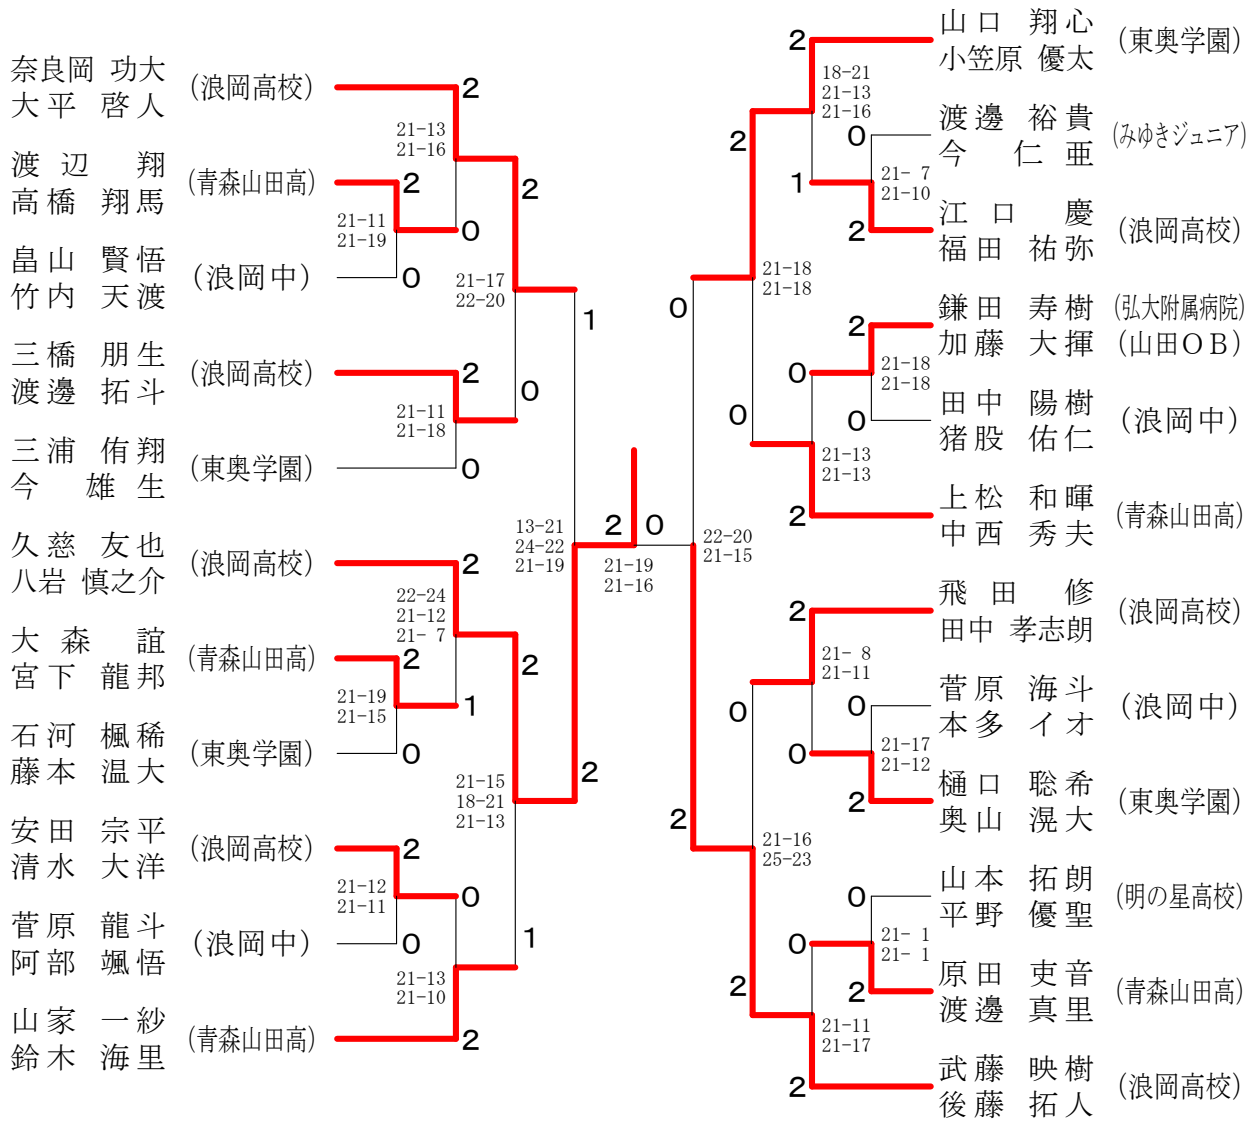 奈良岡 功大
大平 啓人
(浪岡高校)
2
21-13
21-16
渡辺 翔
高橋 翔馬
(青森山田高)
2
0
21-11
21-19
畠山 賢悟
竹内 天渡
(浪岡中)
0
2
21-17
22-20
1
三橋 朋生
渡邊 拓斗
(浪岡高校)
2
0
21-11
21-18
三浦 侑翔
今 雄生
(東奥学園)
0
13-21
24-22
21-19
久慈 友也
八岩 慎之介
(浪岡高校)
2
22-24
21-12
21- 7
大森 誼
宮下 龍邦
(青森山田高)
2
2
1
21-19
21-15
石河 楓稀
藤本 温大
(東奥学園)
0
2
21-15
18-21
21-13
安田 宗平
清水 大洋
(浪岡高校)
2
0
21-12
21-11
菅原 龍斗
阿部 颯悟
(浪岡中)
0
1
21-13
21-10
山家 一紗
鈴木 海里
(青森山田高)
2
2
0
21-19
21-16
山口 翔心
小笠原 優太
(東奥学園)
2
18-21
21-13
21-16
渡邊 裕貴
今 仁亜
(みゆきジュニア)
0
2
1
21- 7
21-10
江口 慶
福田 祐弥
(浪岡高校)
2
21-18
21-18
0
鎌田 寿樹
加藤 大揮
(弘大附属病院)
(山田OB)
2
0
21-18
21-18
田中 陽樹
猪股 佑仁
(浪岡中)
0
0
21-13
21-13
上松 和暉
中西 秀夫
(青森山田高)
2
22-20
21-15
飛田 修
田中 孝志朗
(浪岡高校)
2
21- 8
21-11
菅原 海斗
本多 イオ
(浪岡中)
0
0
0
21-17
21-12
樋口 聡希
奥山 滉大
(東奥学園)
2
2
21-16
25-23
山本 拓朗
平野 優聖
(明の星高校)
0
0
21- 1
21- 1
原田 吏音
渡邊 真里
(青森山田高)
2
2
21-11
21-17
武藤 映樹
後藤 拓人
(浪岡高校)
2